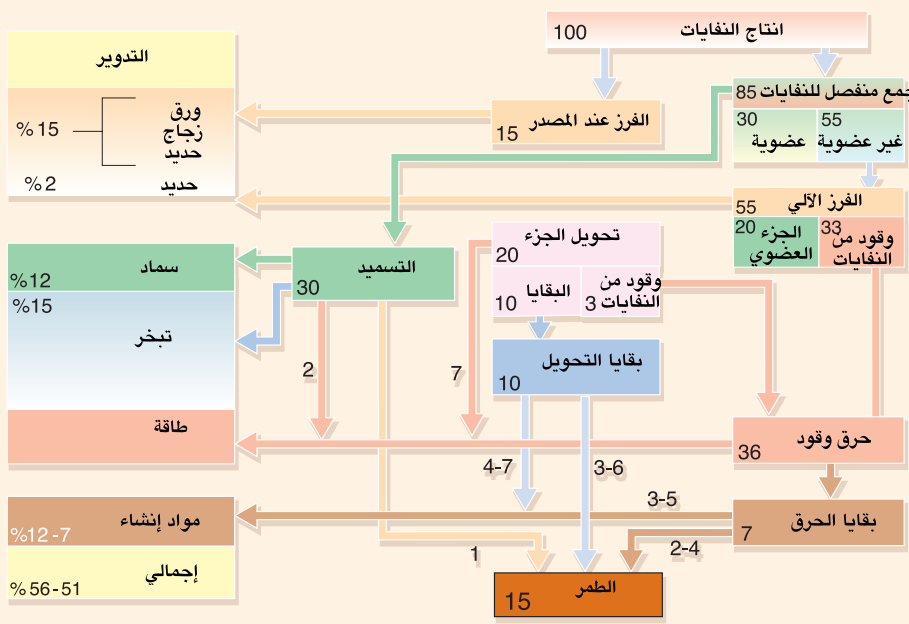 انتاج النفايات
100
جمع منفصل للنفايات
85
55
غير عضوية
30
عضوية
الفرز عند المصدر
15
التدوير
ورق
زجاج
حديد
%15
حديد
%2
الفرز الآلي
55
33
وقود من
النفايات
20
الجزء
العضوي
تحويل الجزء
20
وقود من
النفايات
3
البقايا
10
التسميد
30
سماد
%12
%15
تبخر
طاقة
بقايا التحويل
10
2
7
حرق وقود
36
4-7
3-6
3-5
بقايا الحرق
7
2-4
1
مواد إنشاء
%12-7
إجمالي
%56-51
الطمر
15